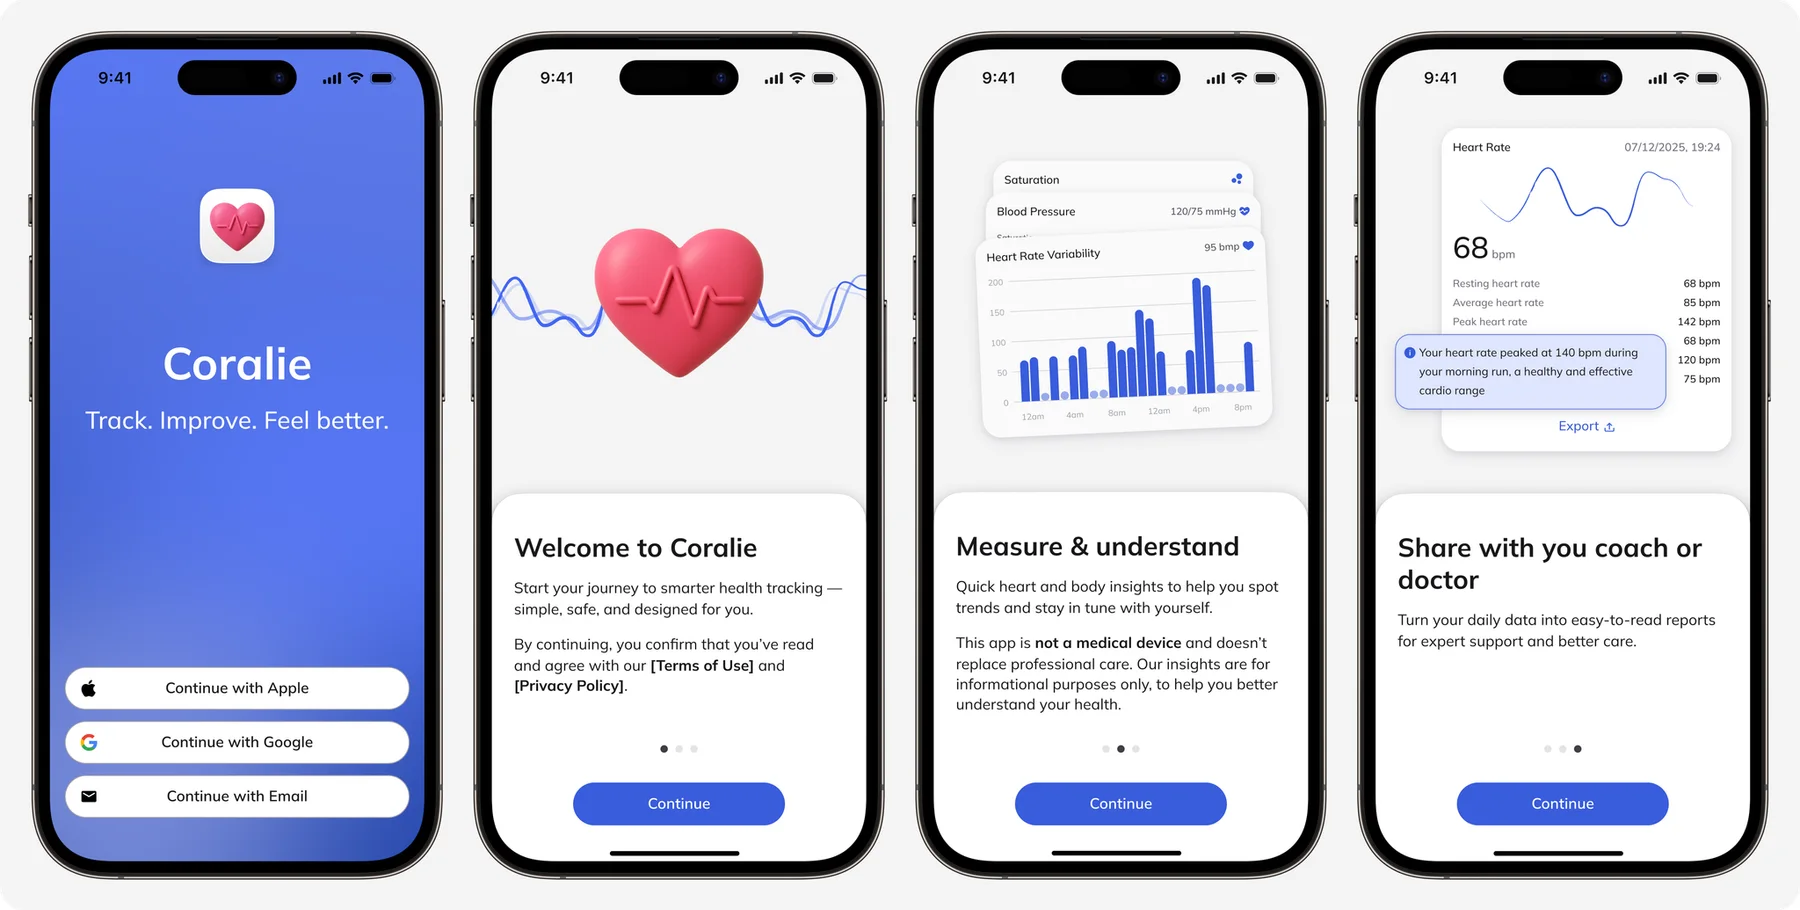 9:41
Coralie
Track. Improve. Feel better.
Continue with Apple
Continue with Google
Continue with Email
9:41
Welcome to Coralie
Start your journey to smarter health tracking —
simple, safe, and designed for you.
By continuing, you confirm that you've read
and agree with our [Terms of Use] and
[Privacy Policy].
Continue
9:41
Saturation
Blood Pressure 120/75 mmHg
Heart Rate Variability 95 bmp
200
150
100
50
0
12am 4am 8am 12am 4pm 8pm
Measure & understand
Quick heart and body insights to help you spot
trends and stay in tune with yourself.
This app is not a medical device and doesn't
replace professional care. Our insights are for
informational purposes only, to help you better
understand your health.
Continue
9:41
Heart Rate 07/12/2025, 19:24
68 bpm
Resting heart rate 68 bpm
Average heart rate 85 bpm
Peak heart rate 142 bpm
68 bpm
120 bpm
75 bpm
Your heart rate peaked at 140 bpm during
your morning run, a healthy and effective
cardio range
Export
Share with you coach or
doctor
Turn your daily data into easy-to-read reports
for expert support and better care.
Continue